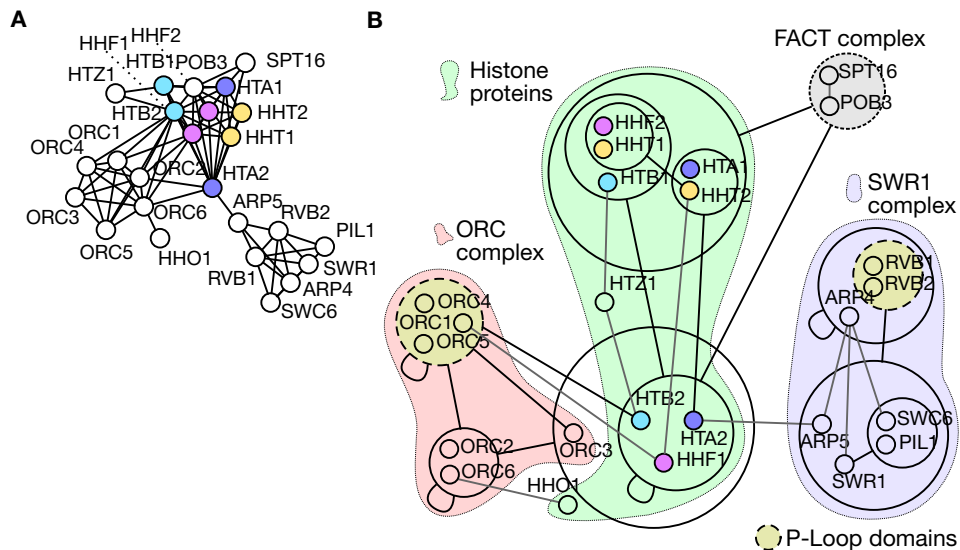 A
HHF1
HHF2
HTZ1
HTB1
POB3
SPT16
HTA1
HTB2
HHT2
HHT1
ORC1
ORC4
ORC2
HTA2
ORC3
ORC6
ARP5
RVB2
PIL1
ORC5
HHO1
RVB1
SWR1
ARP4
SWC6
B
FACT complex
SPT16
POB3
Histone
proteins
HHF2
HHT1
HTB1
HTA1
HHT2
SWR1
complex
ORC
complex
HTZ1
RVB1
RVB2
ARP4
ORC4
ORC1
ORC5
HTB2
HTA2
HHF1
ORC2
ORC6
ORC3
HHO1
SWC6
ARP5
PIL1
SWR1
P-Loop domains